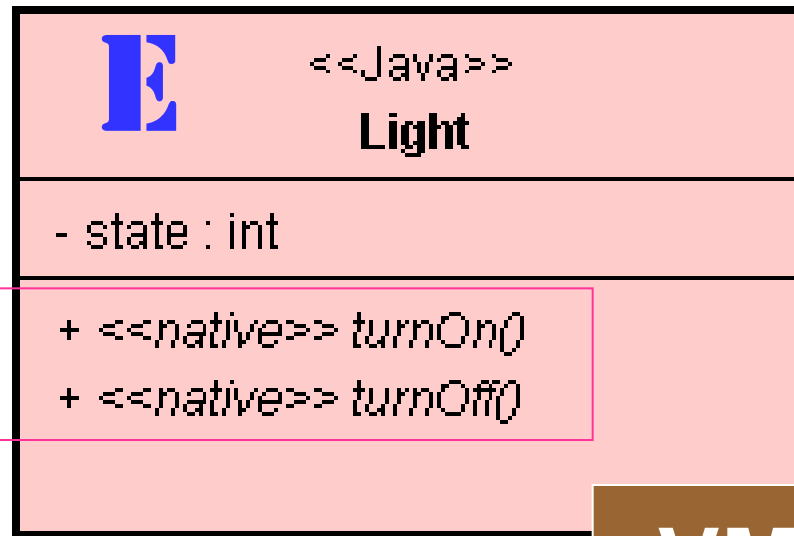 E
<<Java>>
Light
- state : int
+ <<native>> turnOn()
+ <<native>> turnOff()